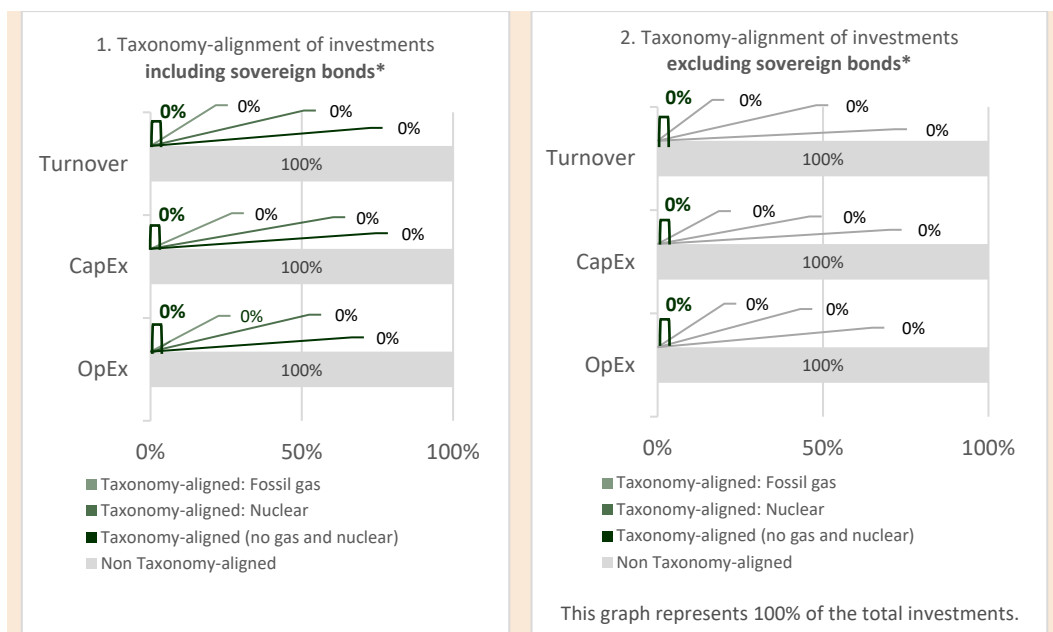 1. Taxonomy-alignment of investments
including sovereign bonds*
0%
0%
0%
0%
Turnover
100%
0%
0%
0%
0%
CapEx
100%
0%
0%
0%
0%
OpEx
100%
0%
50%
100%
Taxonomy-aligned: Fossil gas
Taxonomy-aligned: Nuclear
Taxonomy-aligned (no gas and nuclear)
Non Taxonomy-aligned
2. Taxonomy-alignment of investments
excluding sovereign bonds*
0%
0%
0%
0%
Turnover
100%
0%
0%
0%
0%
CapEx
100%
0%
0%
0%
0%
OpEx
100%
0%
50%
100%
Taxonomy-aligned: Fossil gas
Taxonomy-aligned: Nuclear
Taxonomy-aligned (no gas and nuclear)
Non Taxonomy-aligned
This graph represents 100% of the total investments.